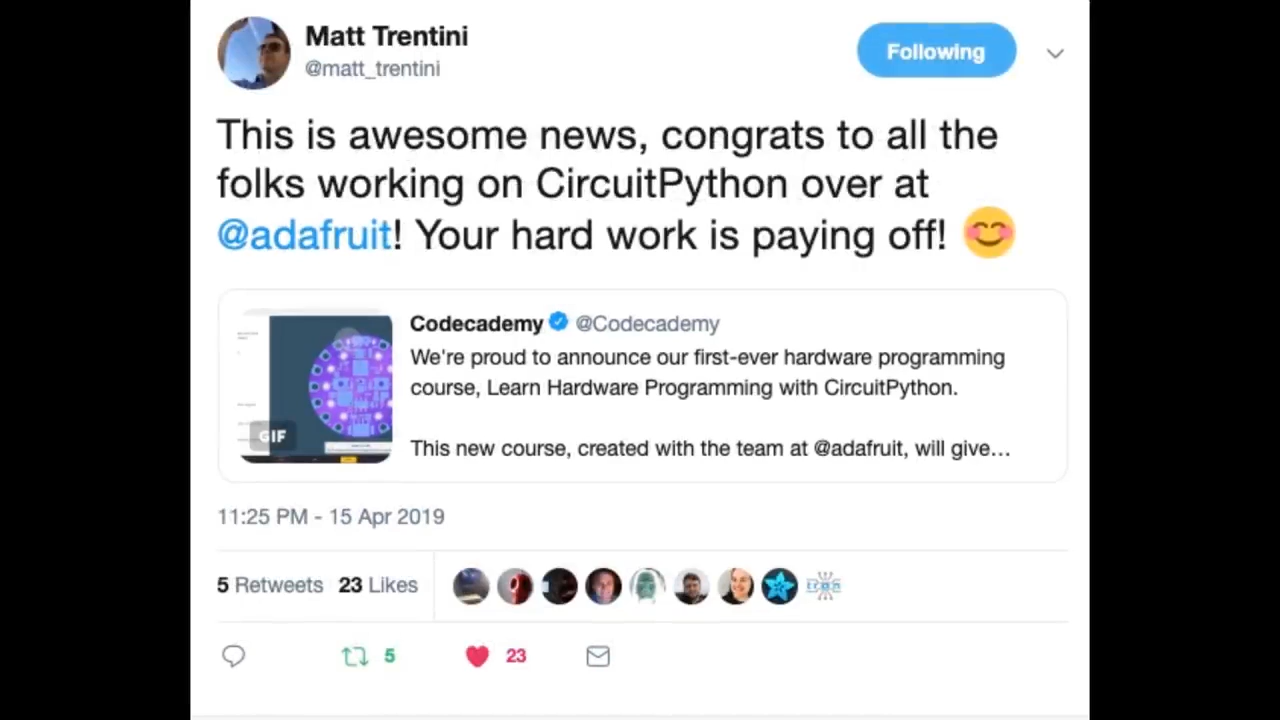 Matt Trentini
@matt_trentini
Following
This is awesome news, congrats to all the
folks working on CircuitPython over at
@adafruit! Your hard work is paying off! 😊
Codecademy @Codecademy
We're proud to announce our first-ever hardware programming
course, Learn Hardware Programming with CircuitPython.
This new course, created with the team at @adafruit, will give…
GIF
11:25 PM - 15 Apr 2019
5 Retweets 23 Likes
5 23